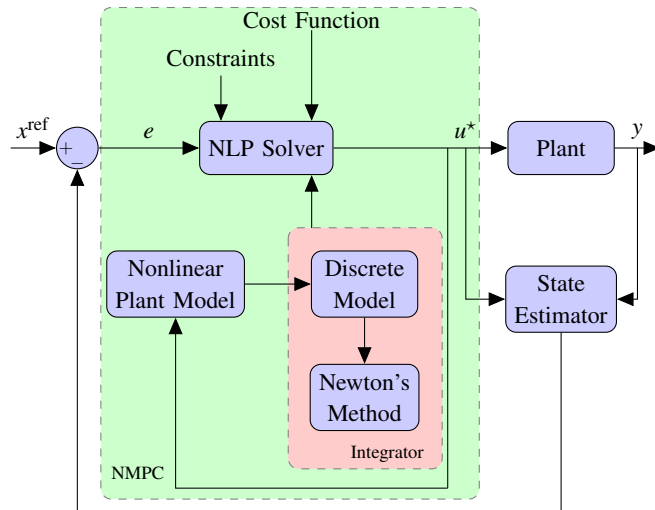 Cost Function
Constraints
x^ref
+
−
e
NLP Solver
u*
Plant
y
Nonlinear
Plant Model
Discrete
Model
State
Estimator
Newton's
Method
Integrator
NMPC